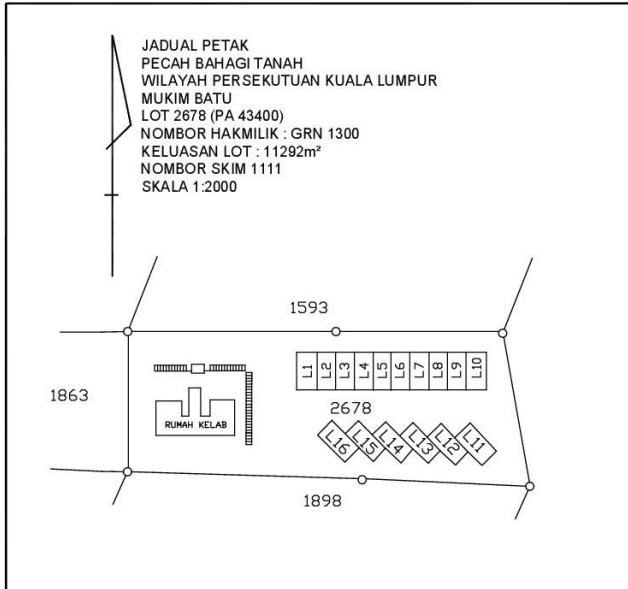 JADUAL PETAK
PECAH BAHAGI TANAH
WILAYAH PERSEKUTUAN KUALA LUMPUR
MUKIM BATU
LOT 2678 (PA 43400)
NOMBOR HAKMILIK : GRN 1300
KELUASAN LOT : 11292m²
NOMBOR SKIM 1111
SKALA 1:2000
1593
1863
L1 L2 L3 L4 L5 L6 L7 L8 L9 L10
2678
RUMAH KELAB
L16 L15 L14 L13 L12 L11
1898